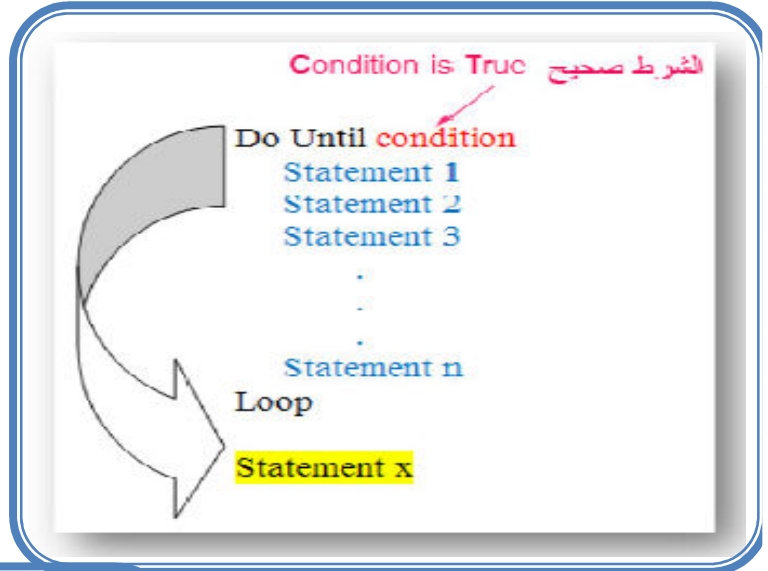 Condition is True الشرط صحيح
Do Until condition
Statement 1
Statement 2
Statement 3
.
.
.
Statement n
Loop
Statement x